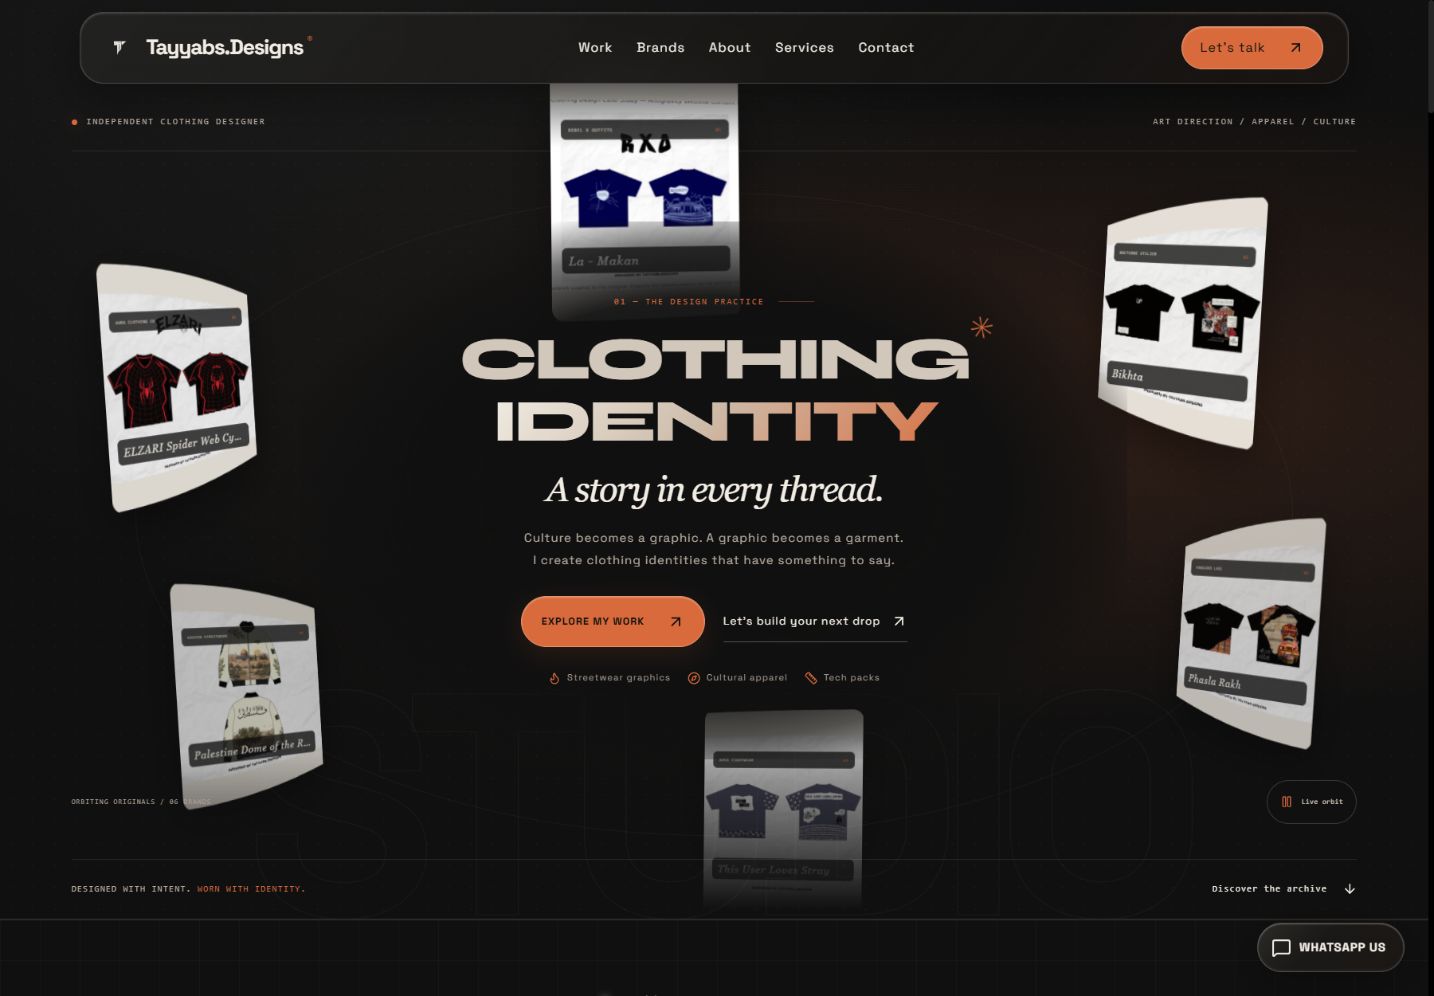 Tayyabs.Designs
Work
Brands
About
Services
Contact
Let's talk
INDEPENDENT CLOTHING DESIGNER
ART DIRECTION / APPAREL / CULTURE
REBEL X OUTFITS
RXO
La - Makan
ELZARI
ELZARI Spider Web Cy...
Bikhta
01 — THE DESIGN PRACTICE
CLOTHING
IDENTITY
A story in every thread.
Culture becomes a graphic. A graphic becomes a garment.
I create clothing identities that have something to say.
EXPLORE MY WORK
Let's build your next drop
Streetwear graphics
Cultural apparel
Tech packs
Palestine Dome of the R...
Phasla Rakh
This User Loves Stray
STUDIO
ORBITING ORIGINALS / 06 BRANDS
Live orbit
DESIGNED WITH INTENT. WORN WITH IDENTITY.
Discover the archive
WHATSAPP US